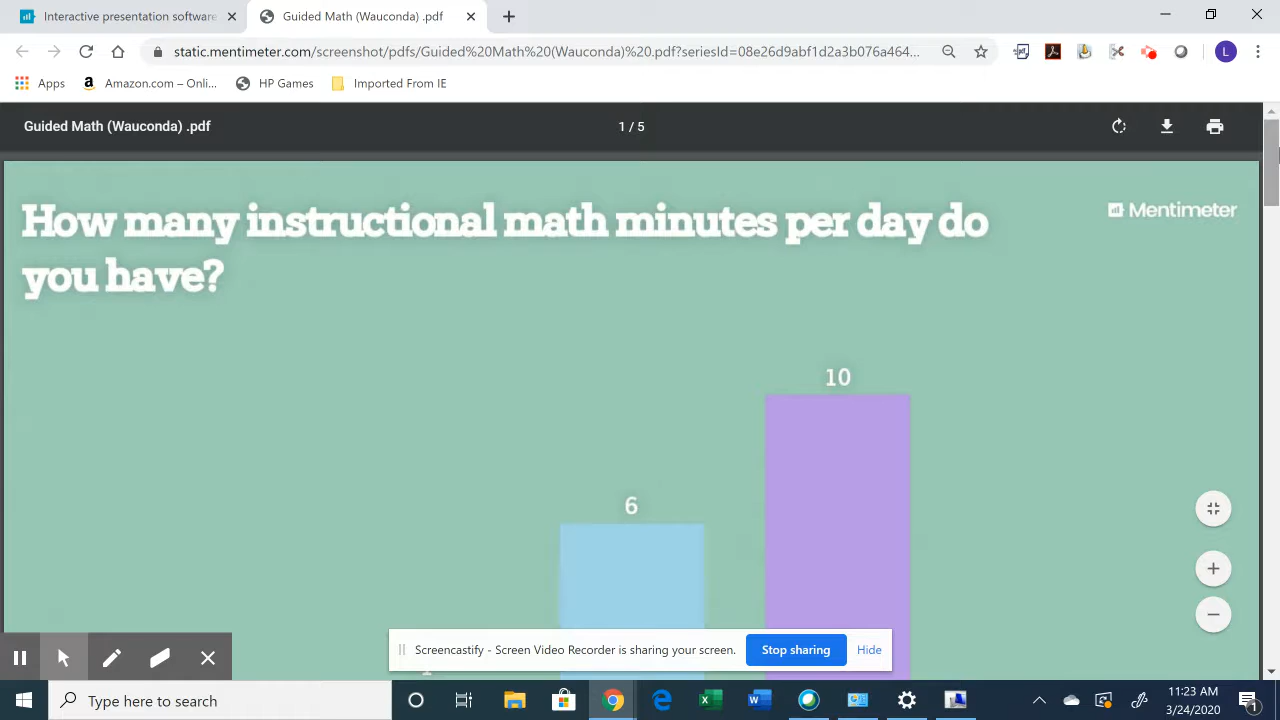 Interactive presentation software
Guided Math (Wauconda) .pdf
static.mentimeter.com/screenshot/pdfs/Guided%20Math%20(Wauconda)%20.pdf?seriesId=08e26d9abf1d2a3b076a464...
L
Apps
a
Amazon.com – Onli...
HP Games
Imported From IE
Guided Math (Wauconda) .pdf
1 / 5
How many instructional math minutes per day do
you have?
Mentimeter
10
6
Screencastify - Screen Video Recorder is sharing your screen.
Stop sharing
Hide
Type here to search
11:23 AM
3/24/2020
1